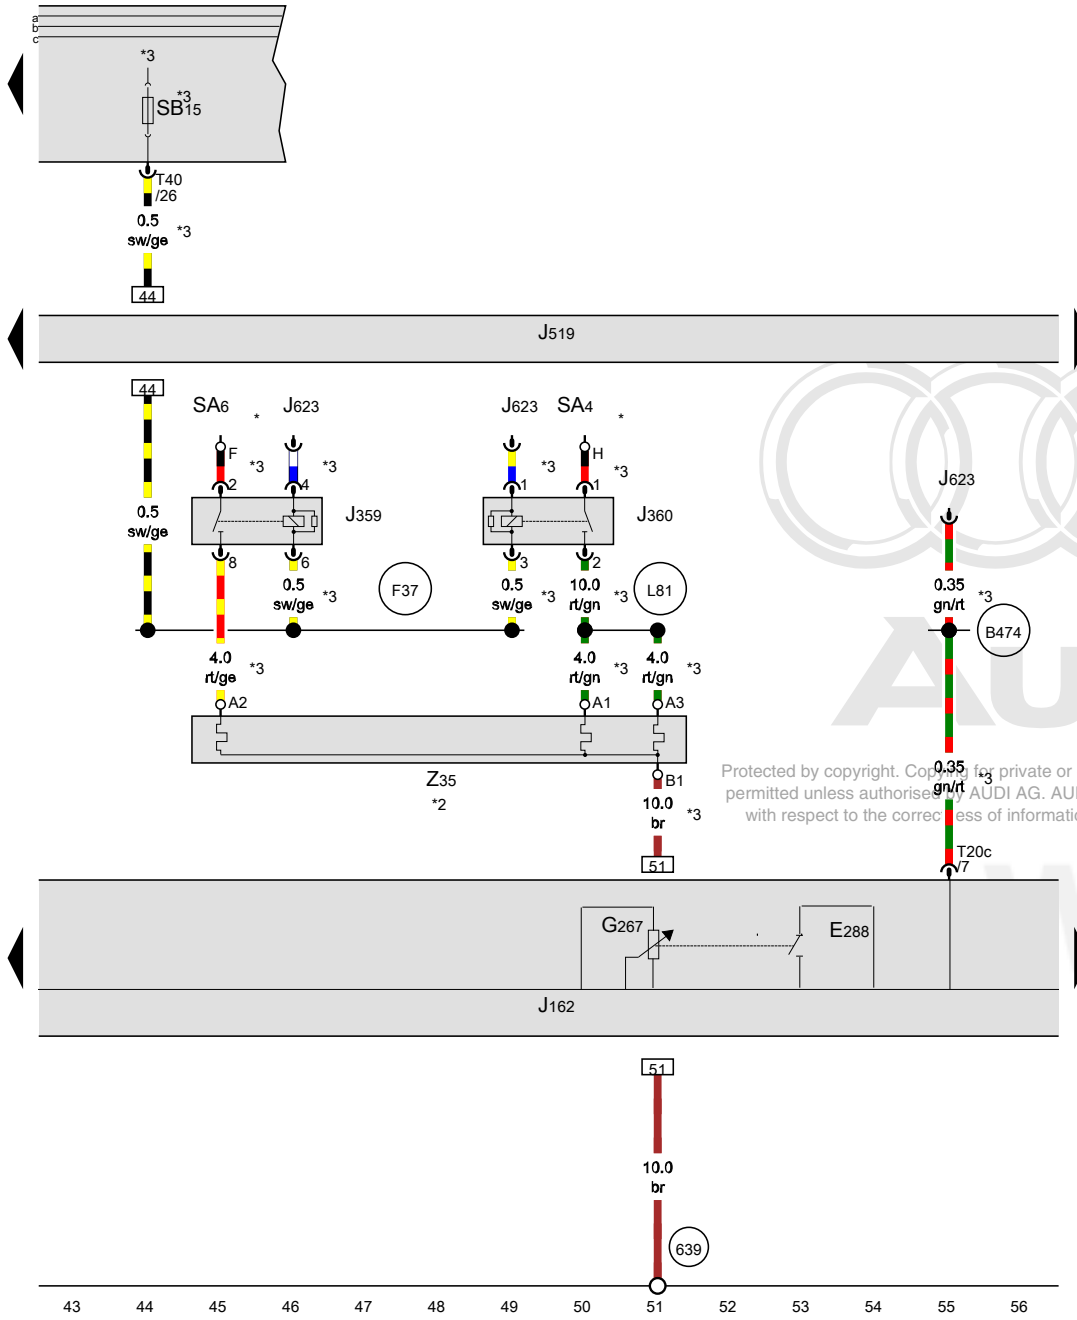 a
b
c
*3
*3
SB15
T40
/26
0.5
sw/ge
*3
44
J519
44
SA6
*
J623
J623
SA4
*
F
*3
*3
*3
H
*3
2
4
1
1
J623
J359
J360
0.5
sw/ge
8
6
3
2
0.5
sw/ge
*3
F37
0.5
sw/ge
*3
10.0
rt/gn
*3
L81
0.35
gn/rt
*3
B474
4.0
rt/ge
*3
4.0
rt/gn
*3
4.0
rt/gn
*3
Au
A2
A1
A3
Z35
*2
B1
10.0
br
*3
51
0.35
gn/rt
*3
Protected by copyright. Copying for private or
permitted unless authorised by AUDI AG. AU
with respect to the correctness of informatio
T20c
/7
G267
E288
J162
51
10.0
br
639
43 44 45 46 47 48 49 50 51 52 53 54 55 56